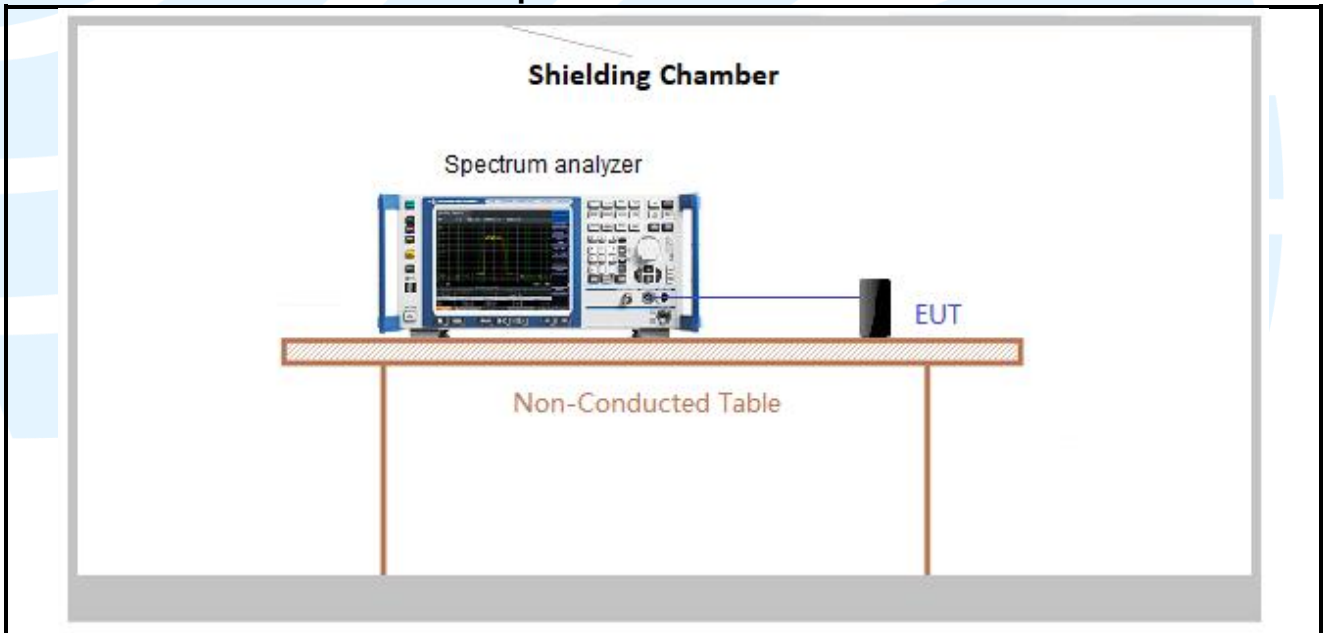 Shielding Chamber
Spectrum analyzer
EUT
Non-Conducted Table